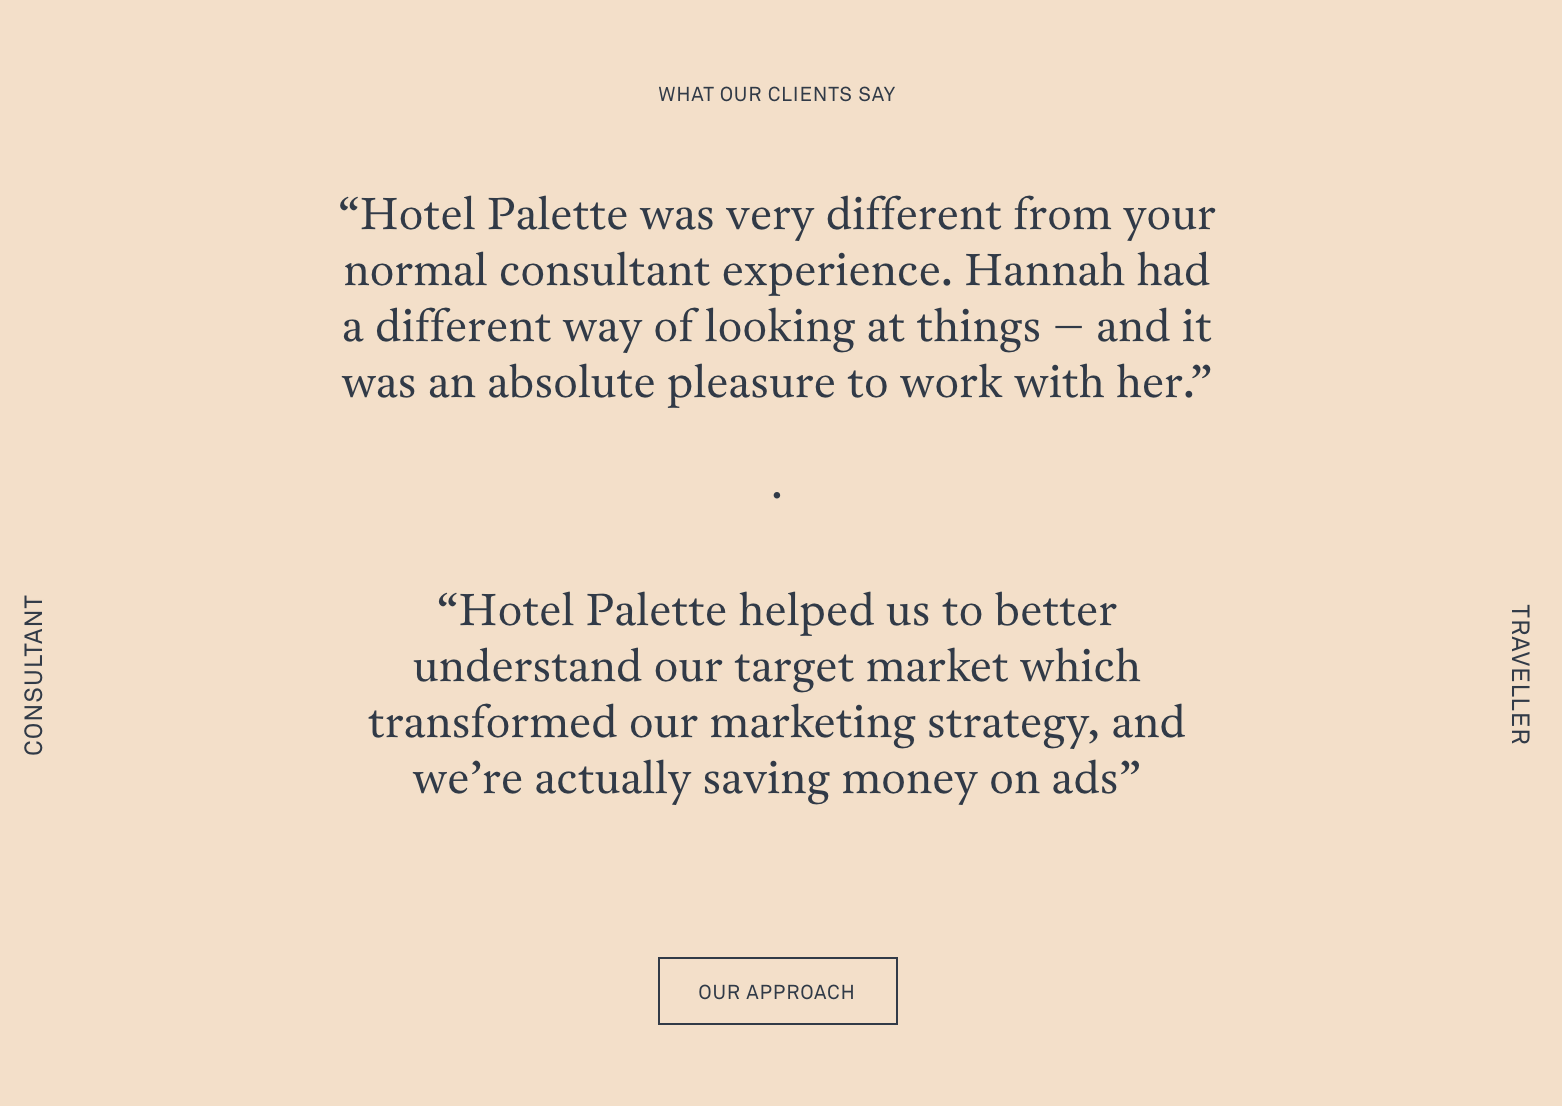 WHAT OUR CLIENTS SAY
“Hotel Palette was very different from your
normal consultant experience. Hannah had
a different way of looking at things — and it
was an absolute pleasure to work with her.”
·
“Hotel Palette helped us to better
understand our target market which
transformed our marketing strategy, and
we’re actually saving money on ads”
CONSULTANT
TRAVELLER
OUR APPROACH